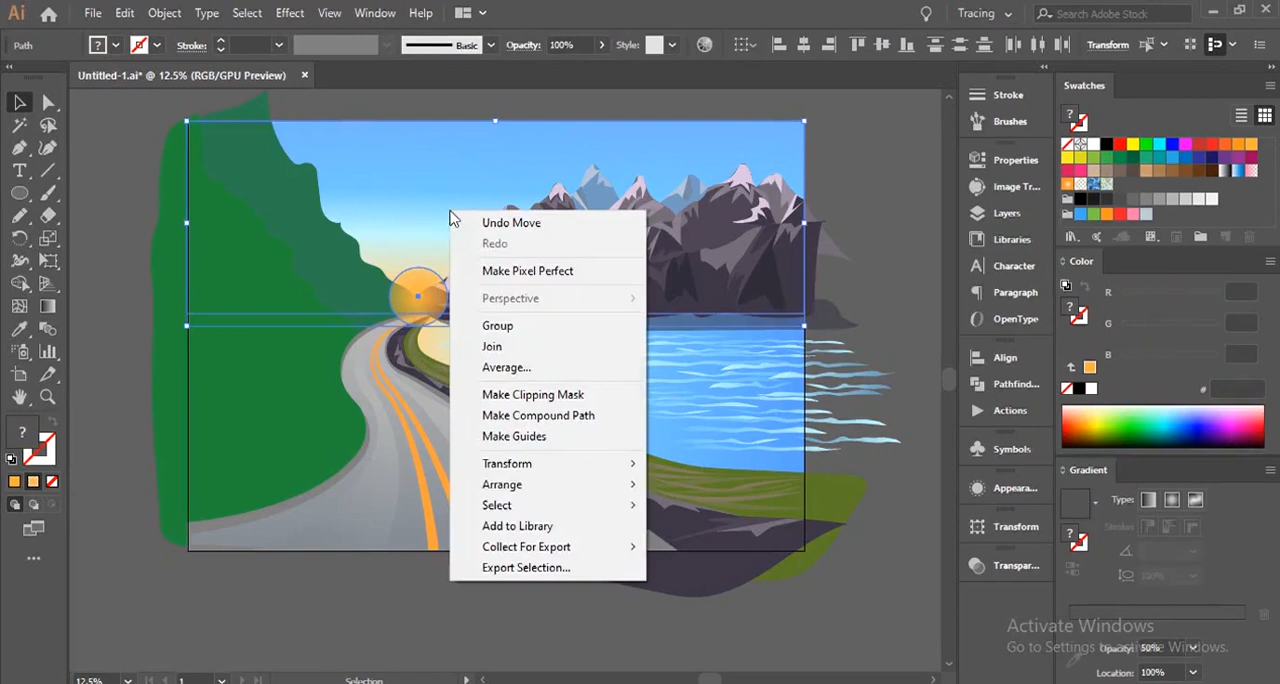 Ai File Edit Object Type Select Effect View Window Help Tracing Search Adobe Stock
Path ? Stroke: Basic Opacity: 100% Style: Transform
Untitled-1.ai* @ 12.5% (RGB/GPU Preview) ×
Undo Move
Redo
Make Pixel Perfect
Perspective
Group
Join
Average...
Make Clipping Mask
Make Compound Path
Make Guides
Transform
Arrange
Select
Add to Library
Collect For Export
Export Selection...
Stroke
Brushes
Properties
Image Tr...
Layers
Libraries
Character
Paragraph
OpenType
Align
Pathfind...
Actions
Symbols
Appeara...
Transform
Transpar...
Swatches
?
Color
?
R
G
B
#
Gradient
Type:
Stroke:
?
100%
Opacity: 50%
Location: 100%
Activate Windows
Go to Settings to activate Windows.
?
12.5% 1 Selection